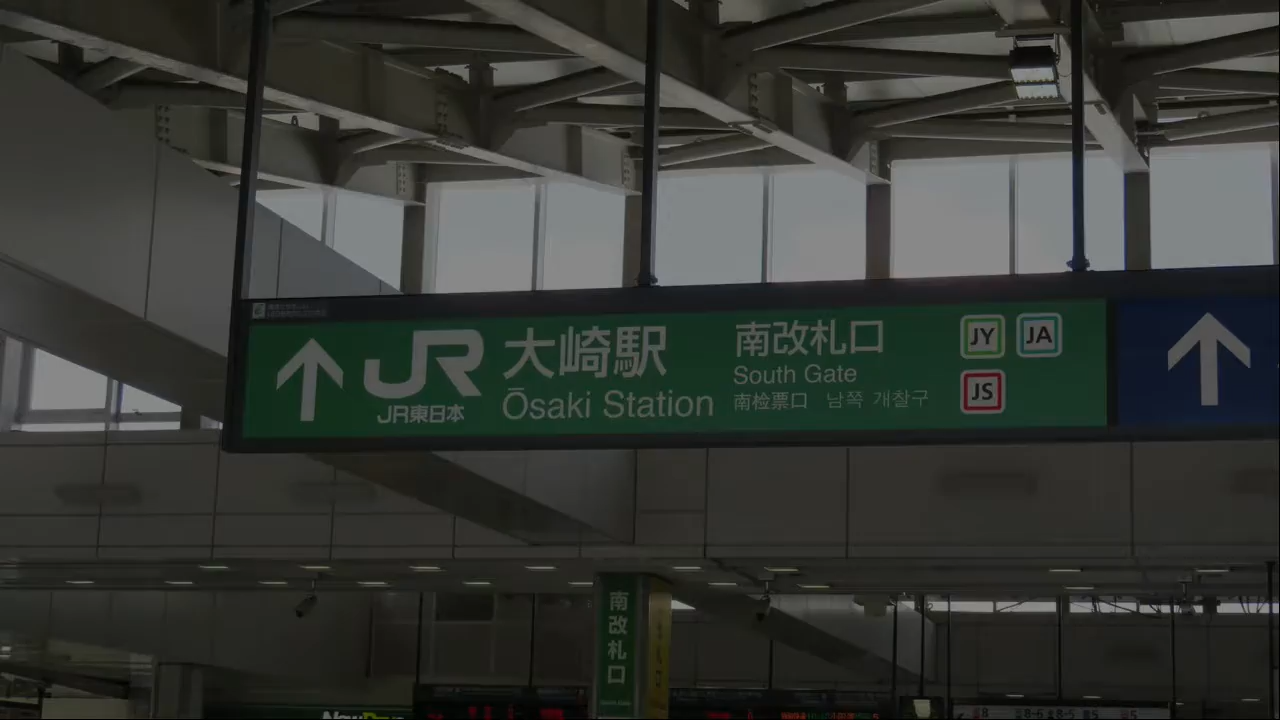 JR
JR東日本
大崎駅
Ōsaki Station
南改札口
South Gate
南检票口 남쪽 개찰구
JY JA
JS
南改札口
NewDays